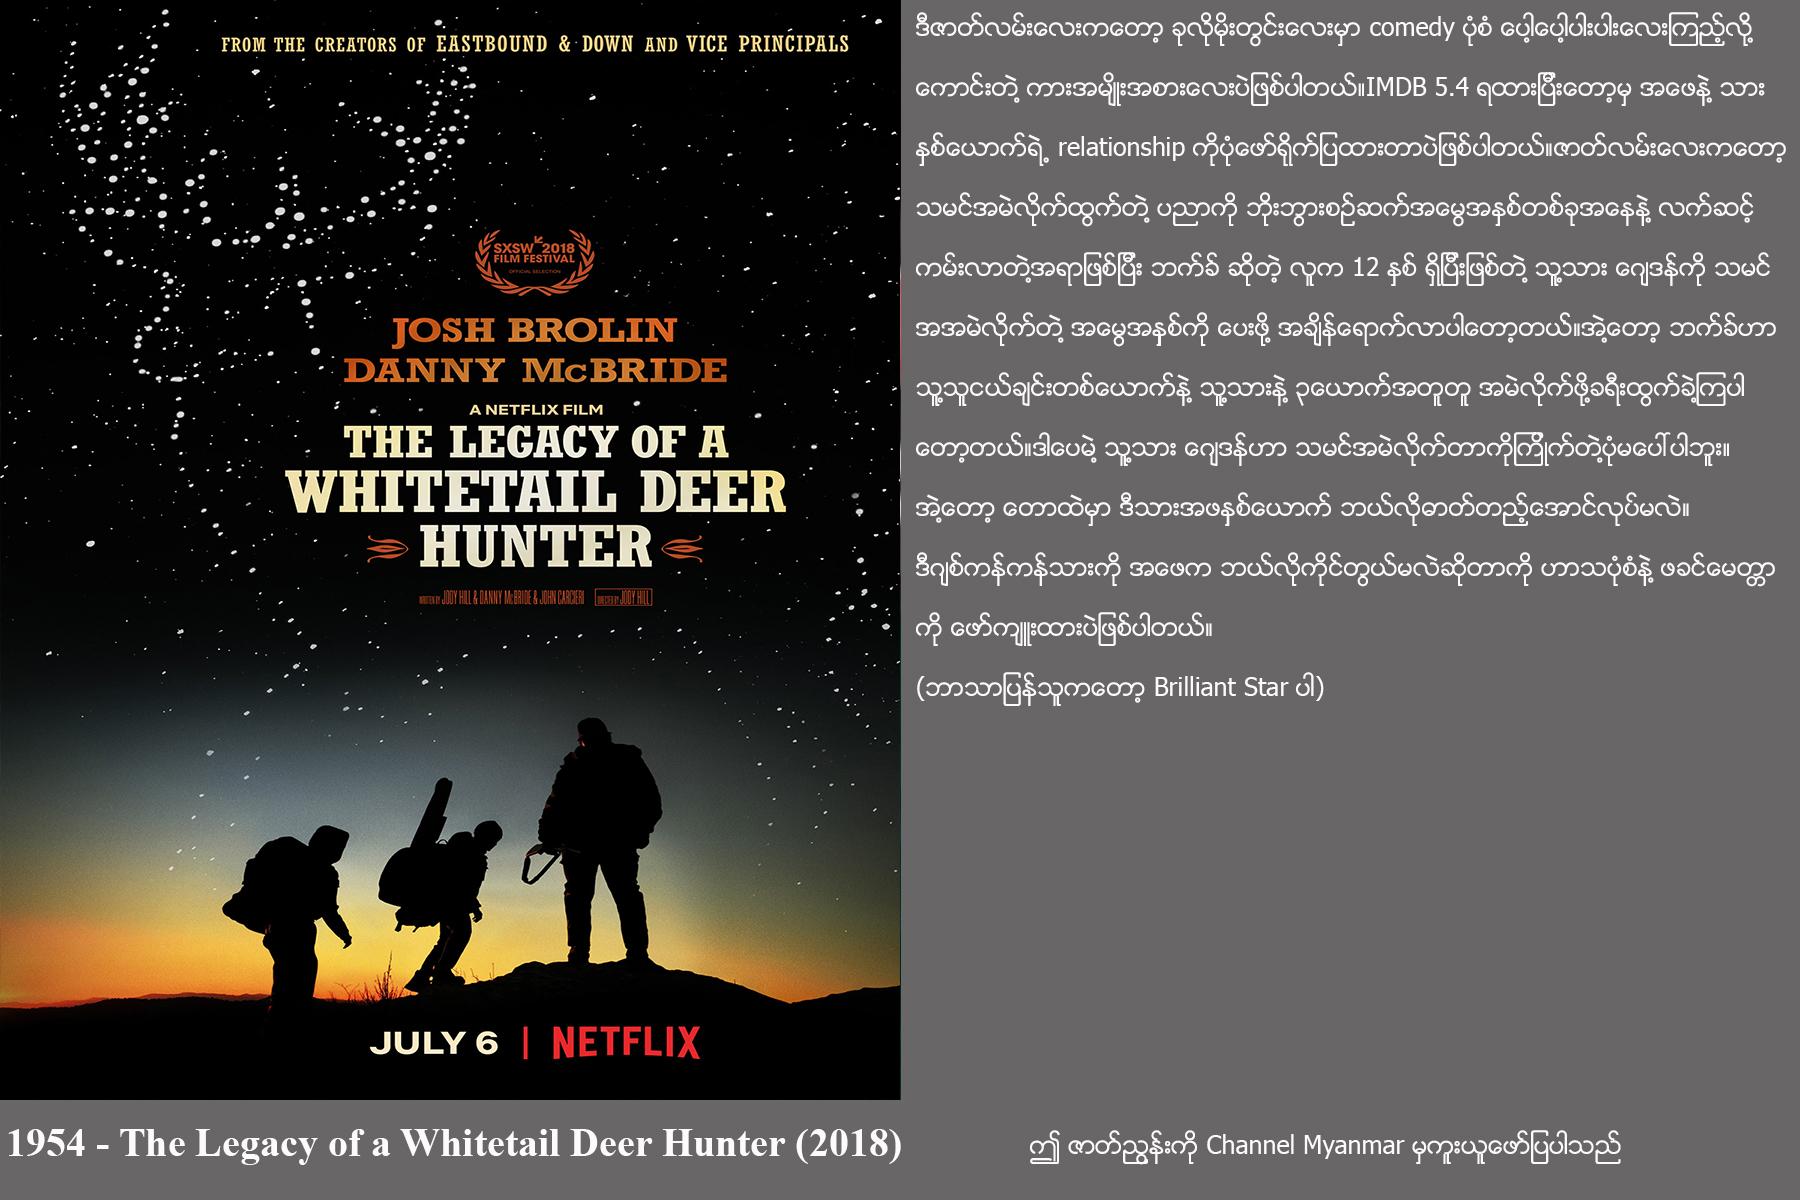 FROM THE CREATORS OF EASTBOUND & DOWN AND VICE PRINCIPALS
SXSW 2018
FILM FESTIVAL
OFFICIAL SELECTION
JOSH BROLIN
DANNY McBRIDE
A NETFLIX FILM
THE LEGACY OF A
WHITETAIL DEER
HUNTER
WRITTEN BY JODY HILL & DANNY McBRIDE & JOHN CARCIERI DIRECTED BY JODY HILL
JULY 6 | NETFLIX
1954 - The Legacy of a Whitetail Deer Hunter (2018)
ဒီဇာတ်လမ်းလေးကတော့ ခုလိုမိုးတွင်းလေးမှာ comedy ပုံစံ ပေါ့ပေါ့ပါးပါးလေးကြည့်လို့
ကောင်းတဲ့ ကားအမျိုးအစားလေးပဲဖြစ်ပါတယ်။IMDB 5.4 ရထားပြီးတော့မှ အဖေနဲ့ သား
နှစ်ယောက်ရဲ့ relationship ကိုပုံဖော်ရိုက်ပြထားတာပဲဖြစ်ပါတယ်။ဇာတ်လမ်းလေးကတော့
သမင်အမဲလိုက်ထွက်တဲ့ ပညာကို ဘိုးဘွားစဉ်ဆက်အမွေအနှစ်တစ်ခုအနေနဲ့ လက်ဆင့်
ကမ်းလာတဲ့အရာဖြစ်ပြီး ဘက်ခ် ဆိုတဲ့ လူက 12 နှစ် ရှိပြီးဖြစ်တဲ့ သူ့သား ဂျေဒန်ကို သမင်
အအမဲလိုက်တဲ့ အမွေအနှစ်ကို ပေးဖို့ အချိန်ရောက်လာပါတော့တယ်။အဲ့တော့ ဘက်ခ်ဟာ
သူ့သူငယ်ချင်းတစ်ယောက်နဲ့ သူ့သားနဲ့ ၃ယောက်အတူတူ အမဲလိုက်ဖို့ခရီးထွက်ခဲ့ကြပါ
တော့တယ်။ဒါပေမဲ့ သူ့သား ဂျေဒန်ဟာ သမင်အမဲလိုက်တာကိုကြိုက်တဲ့ပုံမပေါ်ပါဘူး။
အဲ့တော့ တောထဲမှာ ဒီသားအဖနှစ်ယောက် ဘယ်လိုဓာတ်တည့်အောင်လုပ်မလဲ။
ဒီဂျစ်ကန်ကန်သားကို အဖေက ဘယ်လိုကိုင်တွယ်မလဲဆိုတာကို ဟာသပုံစံနဲ့ ဖခင်မေတ္တာ
ကို ဖော်ကျူးထားပဲဖြစ်ပါတယ်။
(ဘာသာပြန်သူကတော့ Brilliant Star ပါ)
ဤ ဇာတ်ညွှန်းကို Channel Myanmar မှကူးယူဖော်ပြပါသည်